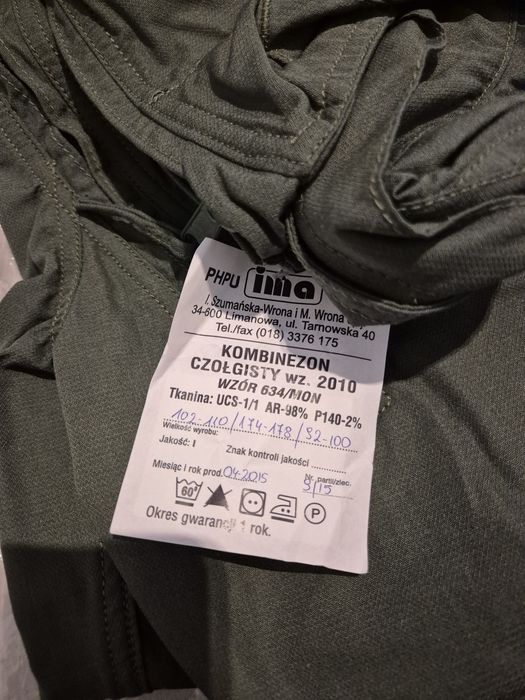 PHPU ima
I. Szumańska-Wrona i M. Wrona
34-600 Limanowa, ul. Tarnowska 40
Tel./fax (018) 3376 175
KOMBINEZON
CZOŁGISTY wz. 2010
WZÓR 634/MON
Tkanina: UCS-1/1 AR-98% P140-2%
102-110/174-178/92-100
Wielkość wyrobu:
Jakość: I Znak kontroli jakości ............
Miesiąc i rok prod. 04.2015 Nr partii/zlec. 3/15
60° P
Okres gwarancji 1 rok.